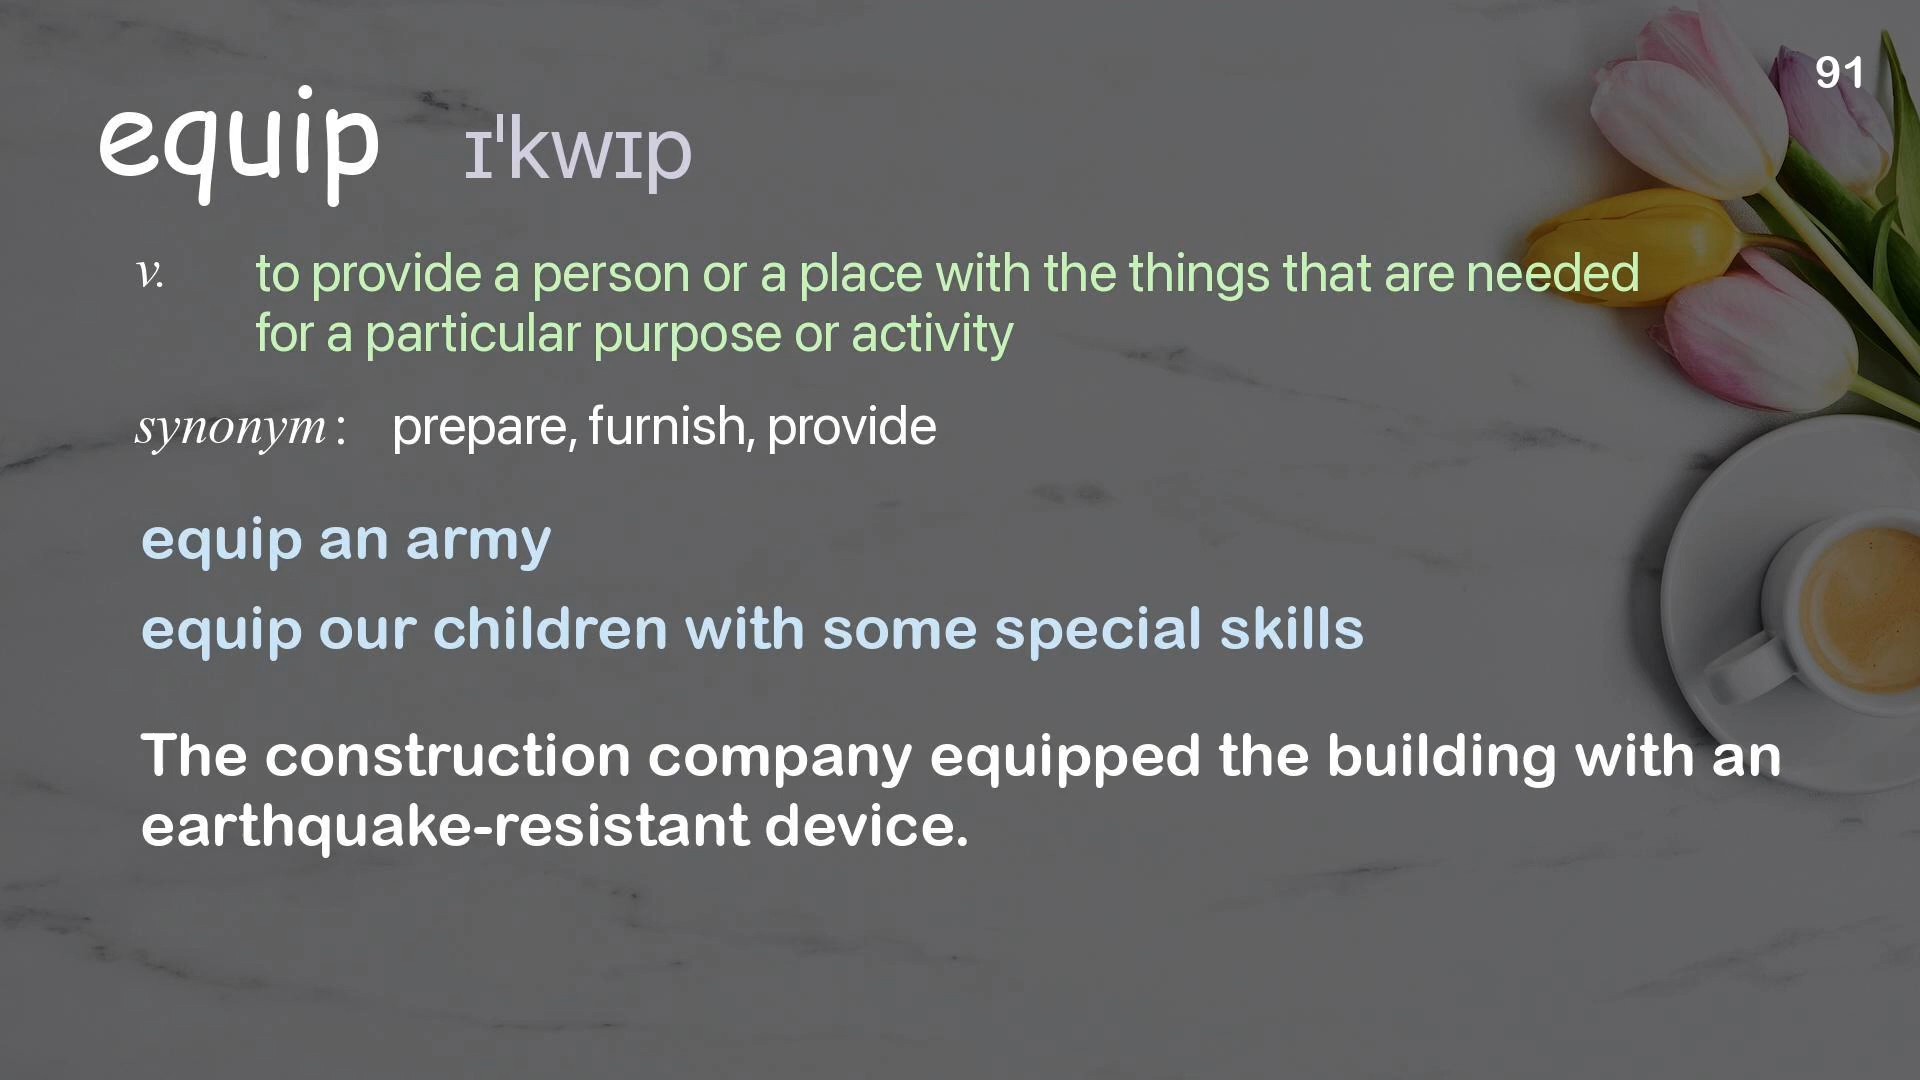 91
equip ɪˈkwɪp
v. to provide a person or a place with the things that are needed
for a particular purpose or activity
synonym : prepare, furnish, provide
equip an army
equip our children with some special skills
The construction company equipped the building with an
earthquake-resistant device.